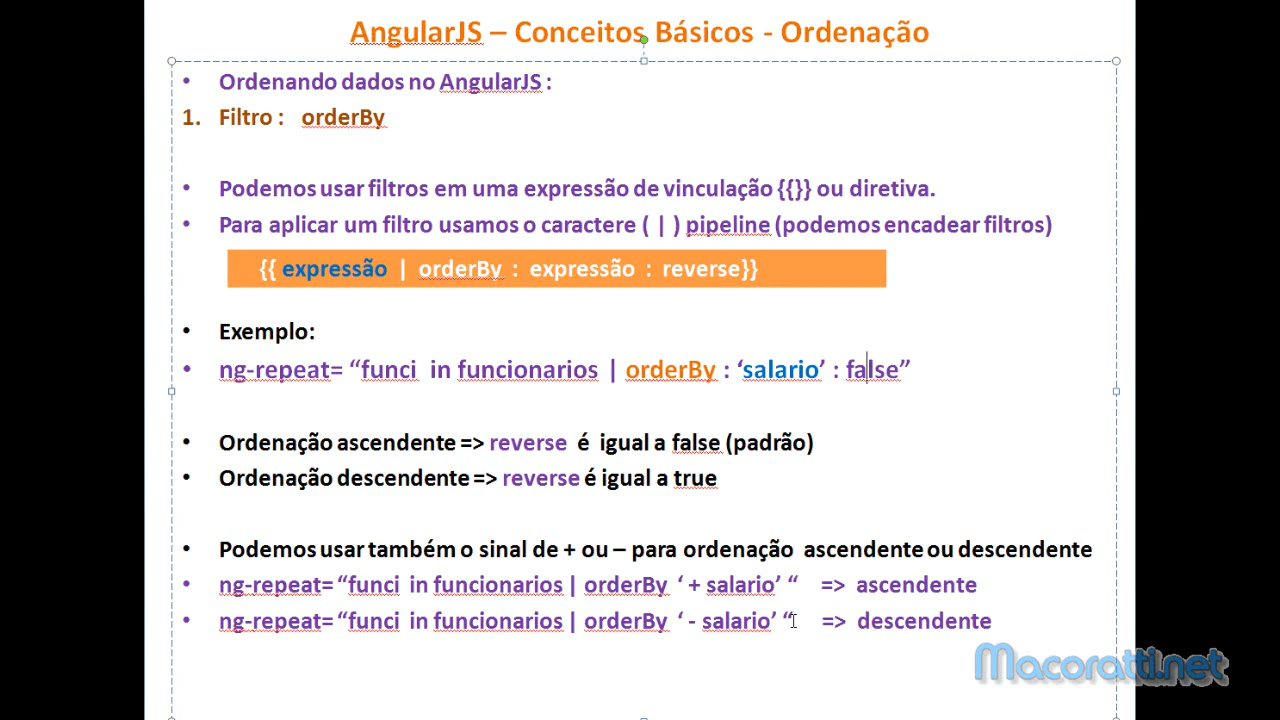 AngularJS – Conceitos Básicos - Ordenação
• Ordenando dados no AngularJS :
1. Filtro : orderBy
• Podemos usar filtros em uma expressão de vinculação {{}} ou diretiva.
• Para aplicar um filtro usamos o caractere ( | ) pipeline (podemos encadear filtros)
{{ expressão | orderBy : expressão : reverse}}
• Exemplo:
• ng-repeat= “funci in funcionarios | orderBy : ‘salario’ : false”
• Ordenação ascendente => reverse é igual a false (padrão)
• Ordenação descendente => reverse é igual a true
• Podemos usar também o sinal de + ou – para ordenação ascendente ou descendente
• ng-repeat= “funci in funcionarios | orderBy ‘ + salario’ “ => ascendente
• ng-repeat= “funci in funcionarios | orderBy ‘ - salario’ “ => descendente
Macoratti.net